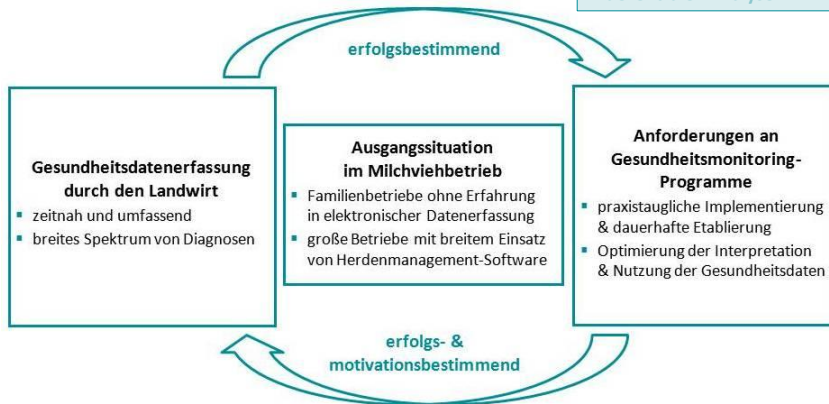 erfolgsbestimmend
Gesundheitsdatenerfassung
durch den Landwirt
▪ zeitnah und umfassend
▪ breites Spektrum von Diagnosen
Ausgangssituation
im Milchviehbetrieb
▪ Familienbetriebe ohne Erfahrung
in elektronischer Datenerfassung
▪ große Betriebe mit breitem Einsatz
von Herdenmanagement-Software
Anforderungen an
Gesundheitsmonitoring-
Programme
▪ praxistaugliche Implementierung
& dauerhafte Etablierung
▪ Optimierung der Interpretation
& Nutzung der Gesundheitsdaten
erfolgs- &
motivationsbestimmend